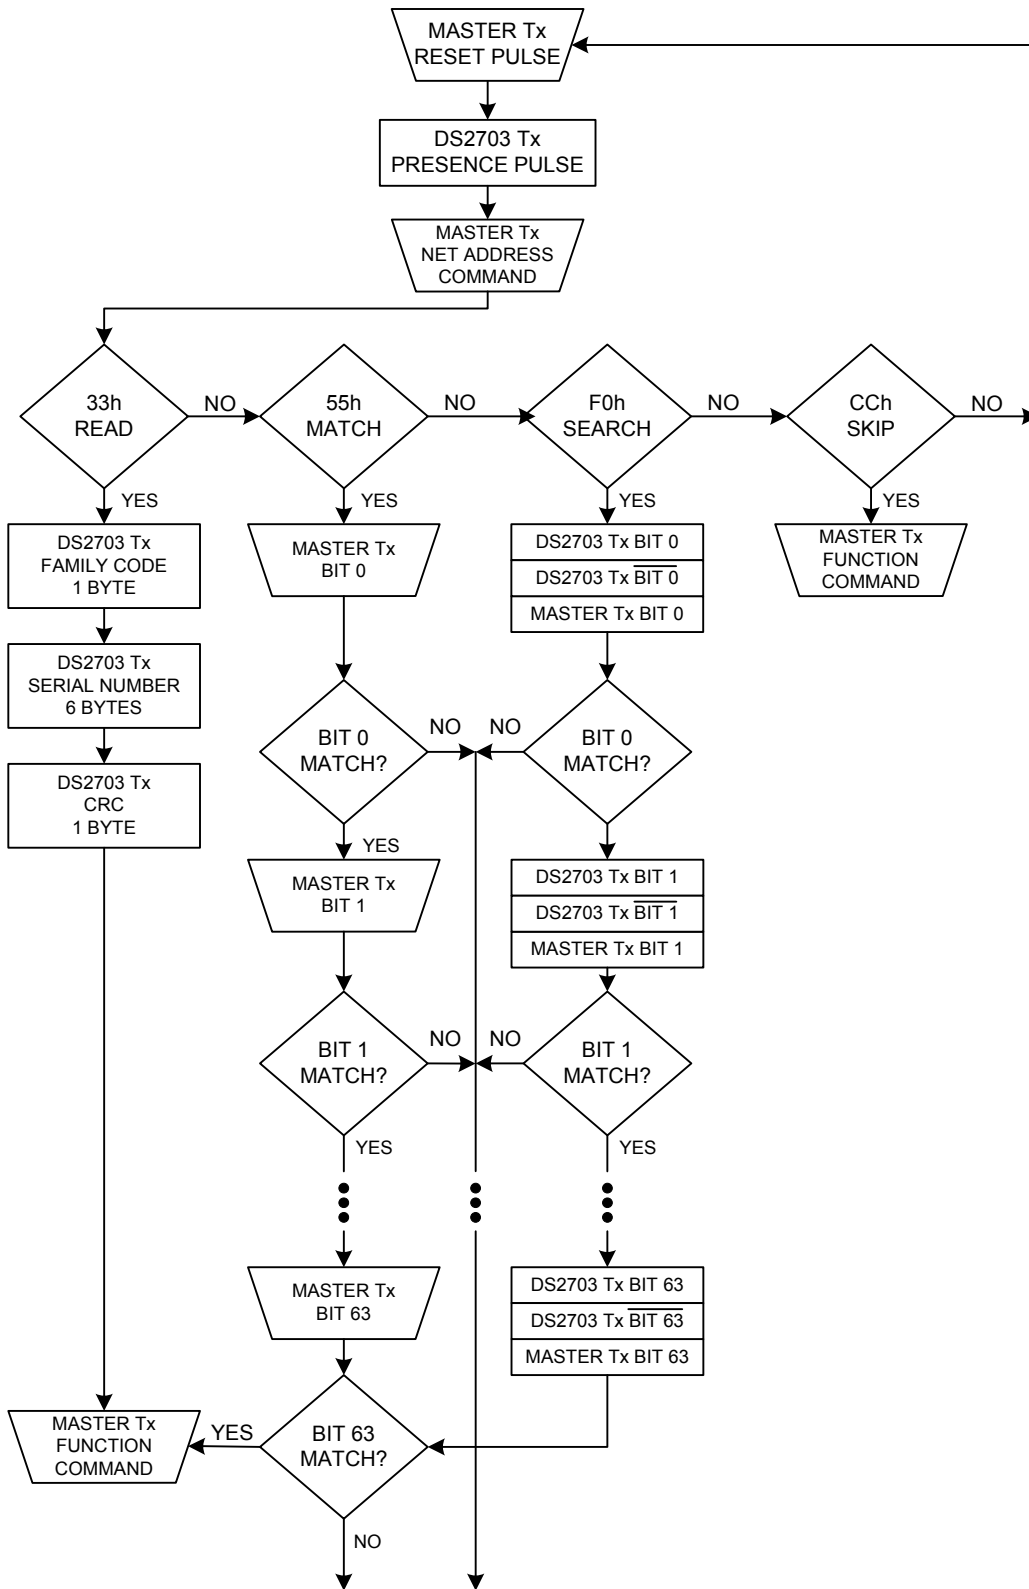 MASTER Tx
RESET PULSE
DS2703 Tx
PRESENCE PULSE
MASTER Tx
NET ADDRESS
COMMAND
33h
READ
NO
55h
MATCH
NO
F0h
SEARCH
NO
CCh
SKIP
NO
YES
YES
YES
YES
DS2703 Tx
FAMILY CODE
1 BYTE
MASTER Tx
BIT 0
DS2703 Tx BIT 0
DS2703 Tx B̅I̅T̅ ̅0̅
MASTER Tx BIT 0
MASTER Tx
FUNCTION
COMMAND
DS2703 Tx
SERIAL NUMBER
6 BYTES
BIT 0
MATCH?
NO
NO
BIT 0
MATCH?
DS2703 Tx
CRC
1 BYTE
YES
MASTER Tx
BIT 1
DS2703 Tx BIT 1
DS2703 Tx B̅I̅T̅ ̅1̅
MASTER Tx BIT 1
BIT 1
MATCH?
NO
NO
BIT 1
MATCH?
YES
YES
MASTER Tx
BIT 63
DS2703 Tx BIT 63
DS2703 Tx B̅I̅T̅ ̅6̅3̅
MASTER Tx BIT 63
MASTER Tx
FUNCTION
COMMAND
YES
BIT 63
MATCH?
NO